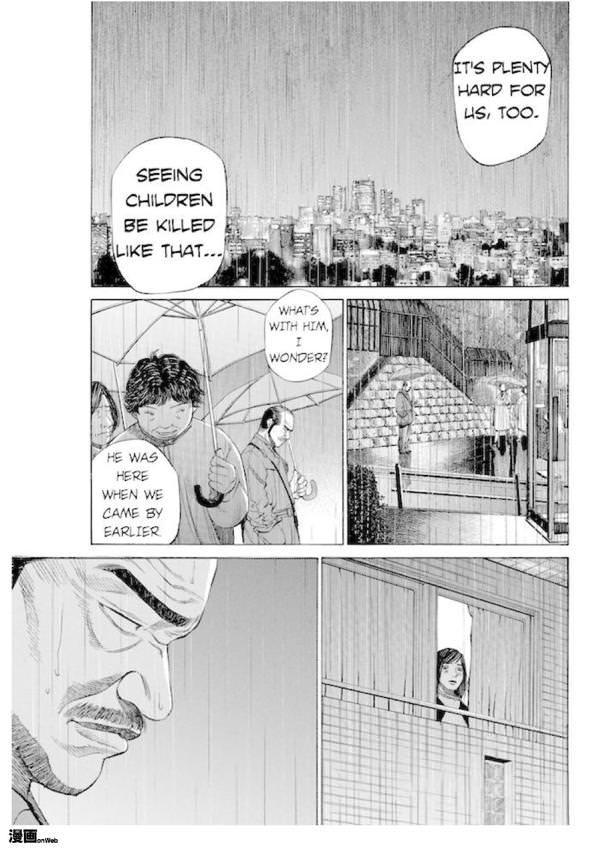 IT'S PLENTY
HARD FOR
US, TOO.
SEEING
CHILDREN
BE KILLED
LIKE THAT...
WHAT'S
WITH HIM,
I
WONDER?
HE WAS
HERE
WHEN WE
CAME BY
EARLIER.
漫画onWeb